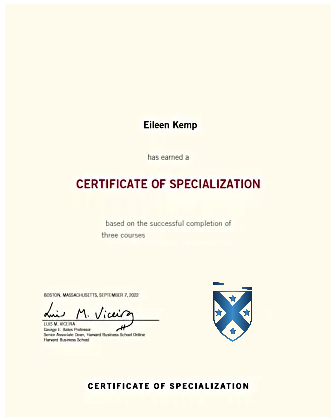 Eileen Kemp
has earned a
CERTIFICATE OF SPECIALIZATION
based on the successful completion of
three courses
BOSTON, MASSACHUSETTS, SEPTEMBER 7, 2022
Luis M. Viceira
LUIS M. VICEIRA
George E. Bates Professor
Senior Associate Dean, Harvard Business School Online
Harvard Business School
CERTIFICATE OF SPECIALIZATION